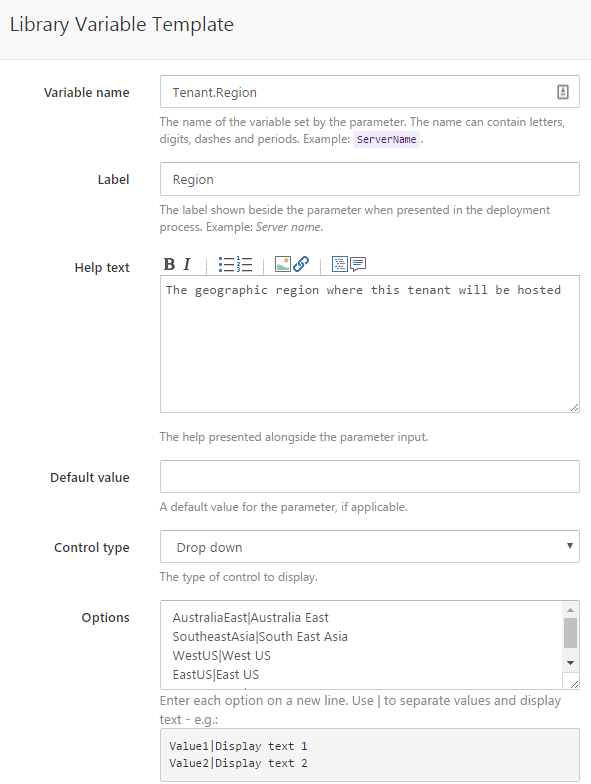 Library Variable Template
Variable name
Tenant.Region
The name of the variable set by the parameter. The name can contain letters,
digits, dashes and periods. Example: ServerName.
Label
Region
The label shown beside the parameter when presented in the deployment
process. Example: Server name.
Help text
B I
The geographic region where this tenant will be hosted
The help presented alongside the parameter input.
Default value
A default value for the parameter, if applicable.
Control type
Drop down
The type of control to display.
Options
AustraliaEast|Australia East
SoutheastAsia|South East Asia
WestUS|West US
EastUS|East US
Enter each option on a new line. Use | to separate values and display
text - e.g.:
Value1|Display text 1
Value2|Display text 2